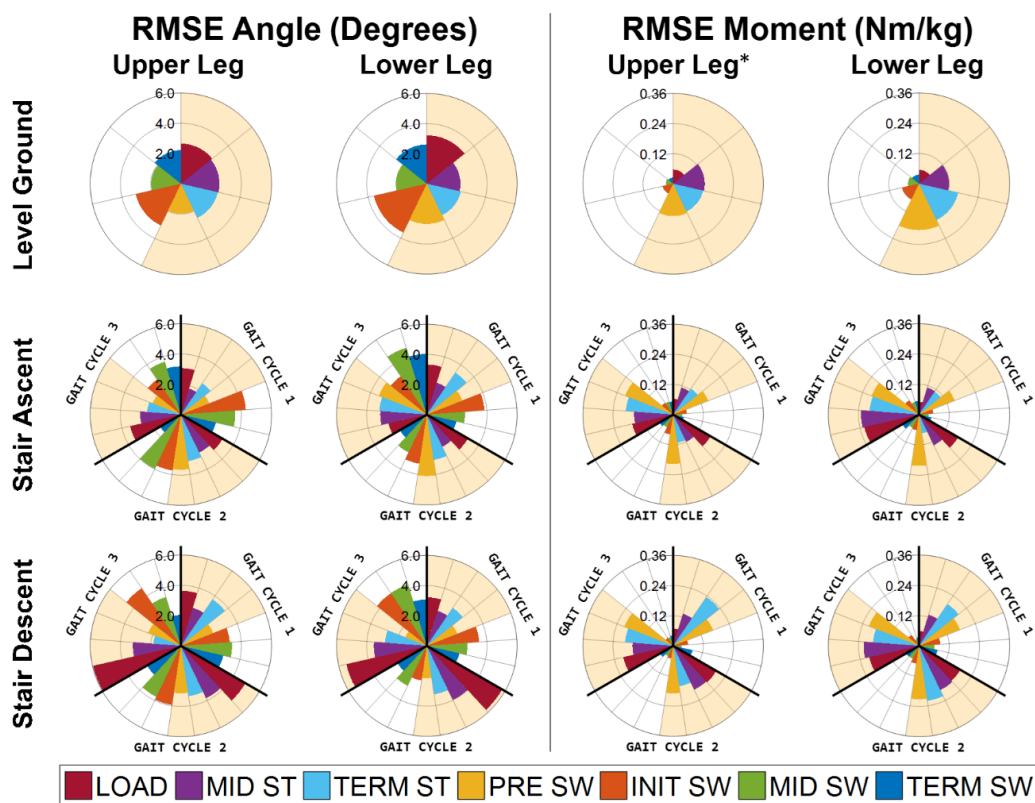 RMSE Angle (Degrees)
RMSE Moment (Nm/kg)
Upper Leg
Lower Leg
Upper Leg*
Lower Leg
Level Ground
6.0
4.0
2.0
6.0
4.0
2.0
0.36
0.24
0.12
0.36
0.24
0.12
Stair Ascent
6.0
4.0
2.0
GAIT CYCLE 3
GAIT CYCLE 1
GAIT CYCLE 2
6.0
4.0
2.0
GAIT CYCLE 3
GAIT CYCLE 1
GAIT CYCLE 2
0.36
0.24
0.12
GAIT CYCLE 3
GAIT CYCLE 1
GAIT CYCLE 2
0.36
0.24
0.12
GAIT CYCLE 3
GAIT CYCLE 1
GAIT CYCLE 2
Stair Descent
6.0
4.0
2.0
GAIT CYCLE 3
GAIT CYCLE 1
GAIT CYCLE 2
6.0
4.0
2.0
GAIT CYCLE 3
GAIT CYCLE 1
GAIT CYCLE 2
0.36
0.24
0.12
GAIT CYCLE 3
GAIT CYCLE 1
GAIT CYCLE 2
0.36
0.24
0.12
GAIT CYCLE 3
GAIT CYCLE 1
GAIT CYCLE 2
LOAD MID ST TERM ST PRE SW INIT SW MID SW TERM SW